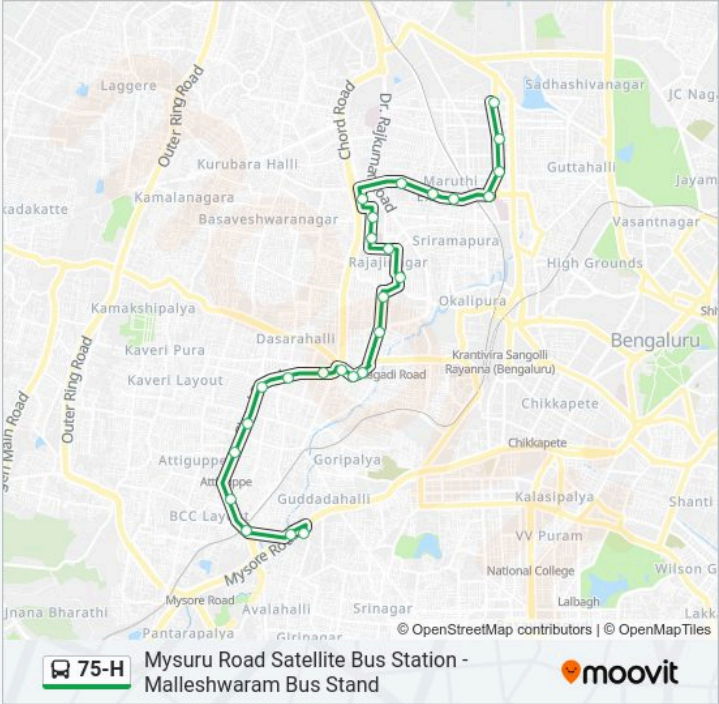 Laggere
Outer Ring Road
Chord Road
Dr. Rajkumar Road
Sadhashivanagar
JC Nag
Kurubara Halli
Guttahalli
Maruthi
Jayam
Kamalanagara
kadakatte
Basaveshwaranagar
Vasantnagar
Sriramapura
Rajajinagar
High Grounds
Kamakshipalya
Okalipura
Dasarahalli
Bengaluru
Kaveri Pura
Krantivira Sangolli
Rayanna (Bengaluru)
agadi Road
Kaveri Layout
Outer Ring Road
Main Road
Chikkapete
Chikkapete
Attiguppe
Goripalya
Guddadahalli
Kalasipalya
Shanti
BCC Lay
VV Puram
Mysore Road
National College
Wilson G
Mysore Road
Lalbagh
Jnana Bharathi
Avalahalli
Srinagar
Lakk
Pantarapalya
Girinagar
© OpenStreetMap contributors | © OpenMapTiles
75-H
Mysuru Road Satellite Bus Station -
Malleshwaram Bus Stand
moovit